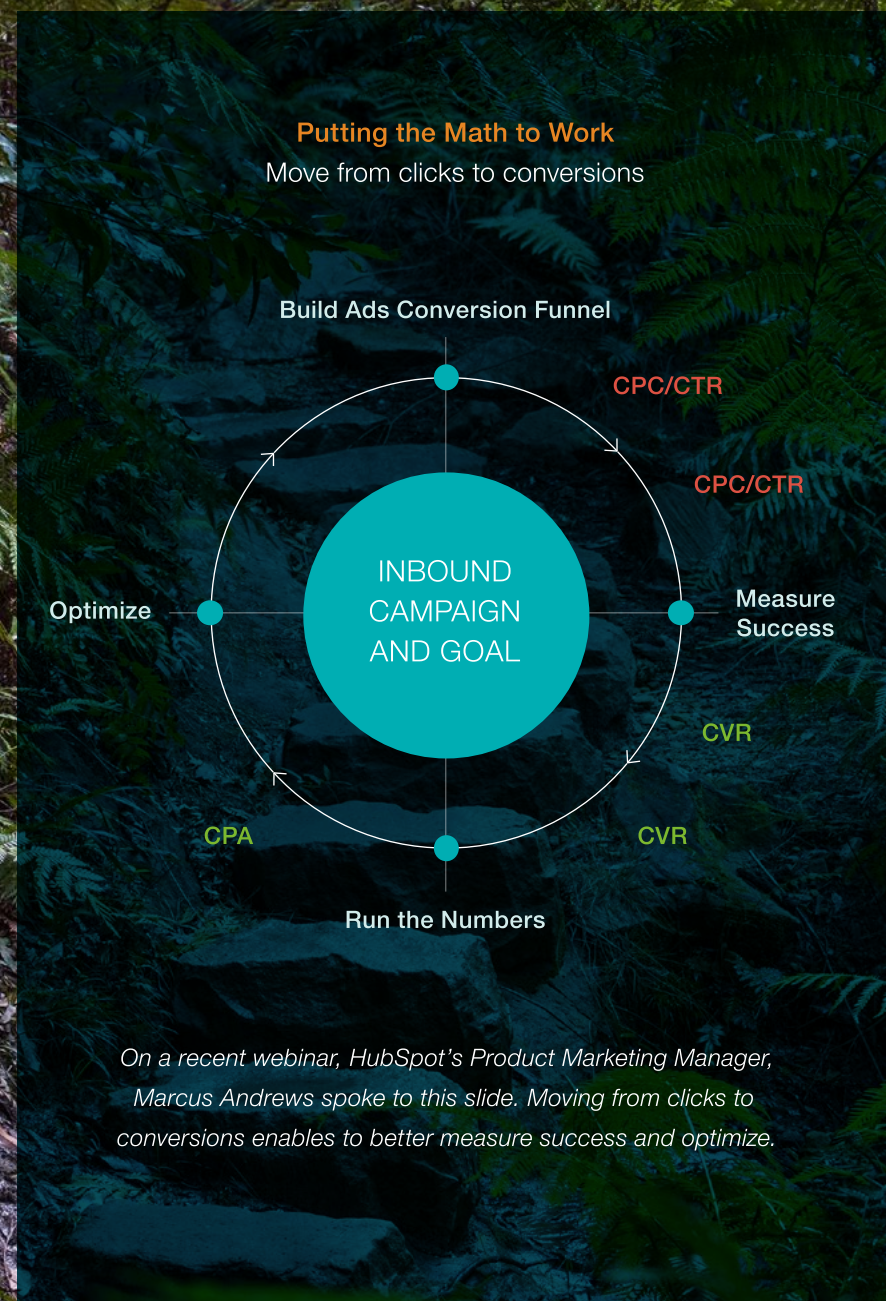 Putting the Math to Work
Move from clicks to conversions
Build Ads Conversion Funnel
CPC/CTR
CPC/CTR
Measure
Success
CVR
CVR
Run the Numbers
CPA
Optimize
INBOUND
CAMPAIGN
AND GOAL
On a recent webinar, HubSpot’s Product Marketing Manager,
Marcus Andrews spoke to this slide. Moving from clicks to
conversions enables to better measure success and optimize.